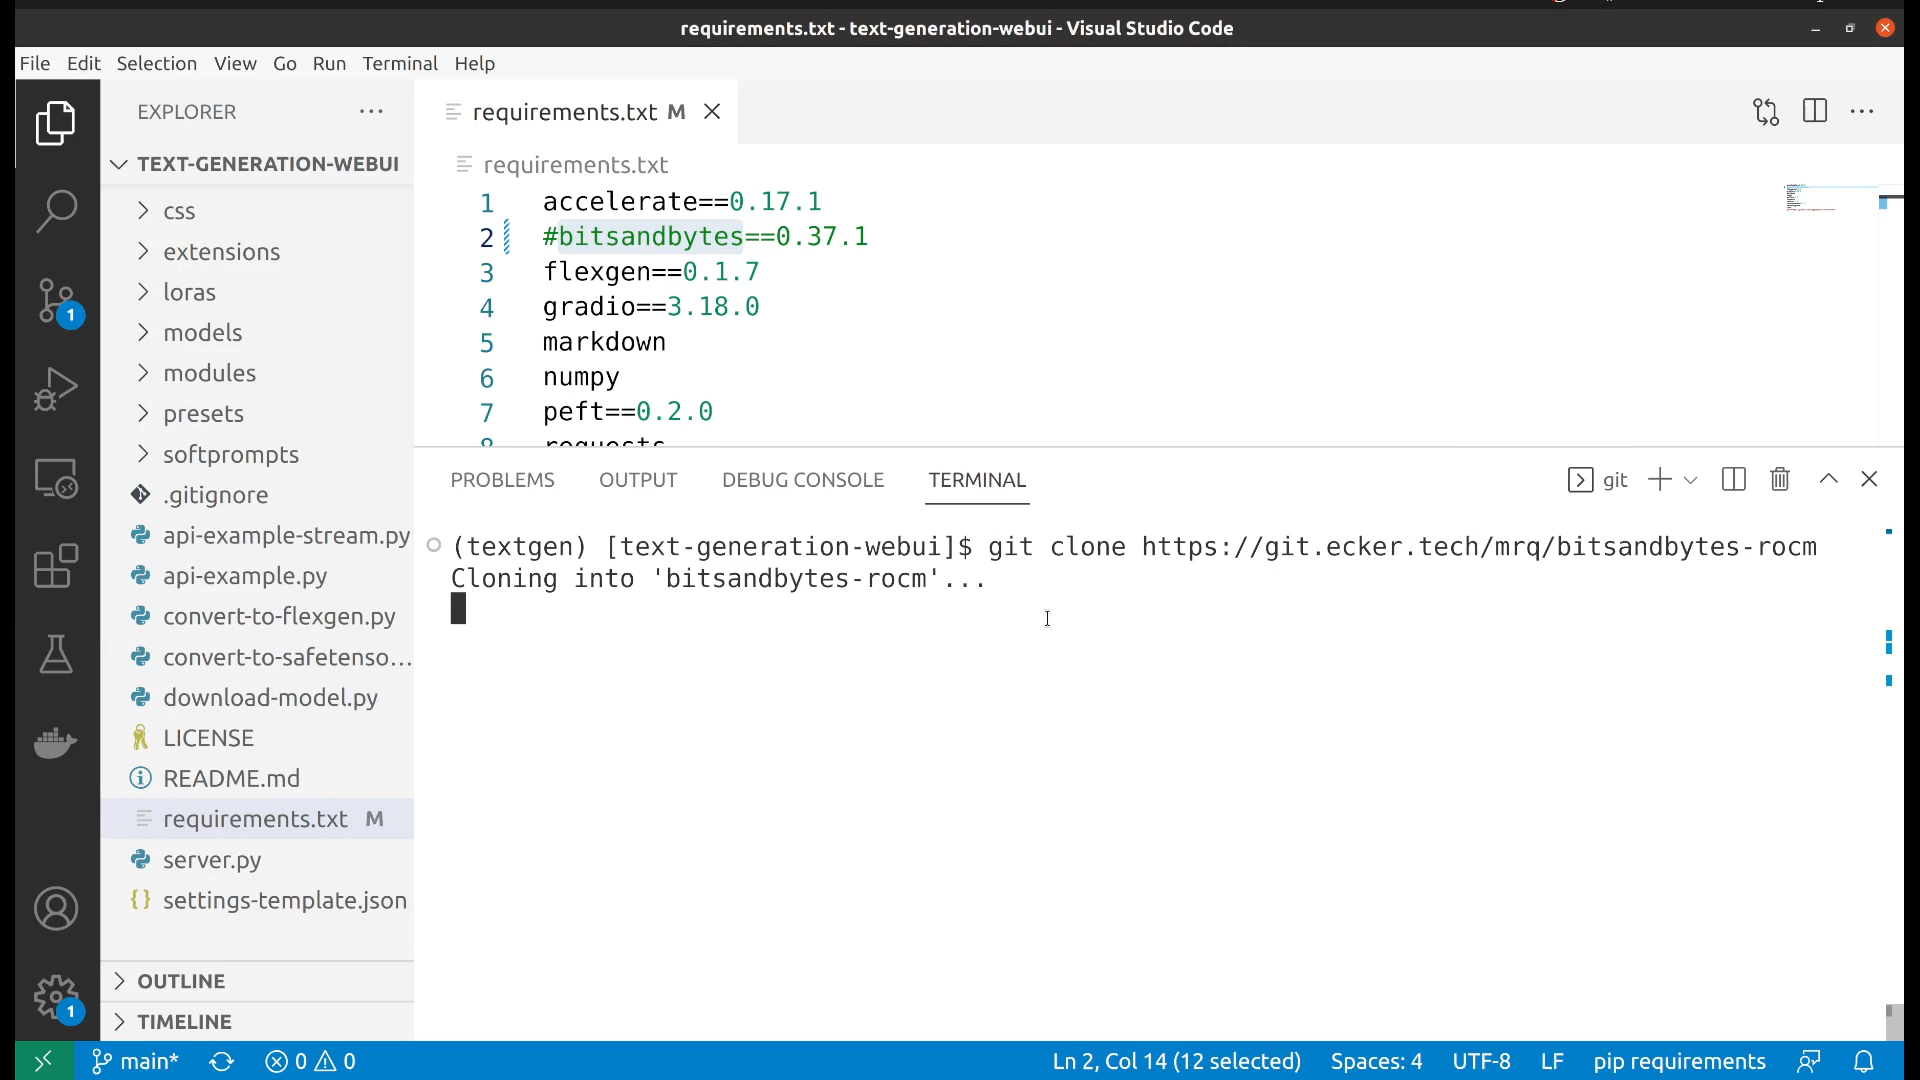 requirements.txt - text-generation-webui - Visual Studio Code
File Edit Selection View Go Run Terminal Help
EXPLORER
requirements.txt M
TEXT-GENERATION-WEBUI
requirements.txt
css
extensions
loras
models
modules
presets
softprompts
.gitignore
api-example-stream.py
api-example.py
convert-to-flexgen.py
convert-to-safetenso...
download-model.py
LICENSE
README.md
requirements.txt M
server.py
{} settings-template.json
OUTLINE
TIMELINE
1
1
1 accelerate==0.17.1
2 #bitsandbytes==0.37.1
3 flexgen==0.1.7
4 gradio==3.18.0
5 markdown
6 numpy
7 peft==0.2.0
8 requests
PROBLEMS OUTPUT DEBUG CONSOLE TERMINAL
git
(textgen) [text-generation-webui]$ git clone https://git.ecker.tech/mrq/bitsandbytes-rocm
Cloning into 'bitsandbytes-rocm'...
main* 0 0 Ln 2, Col 14 (12 selected) Spaces: 4 UTF-8 LF pip requirements